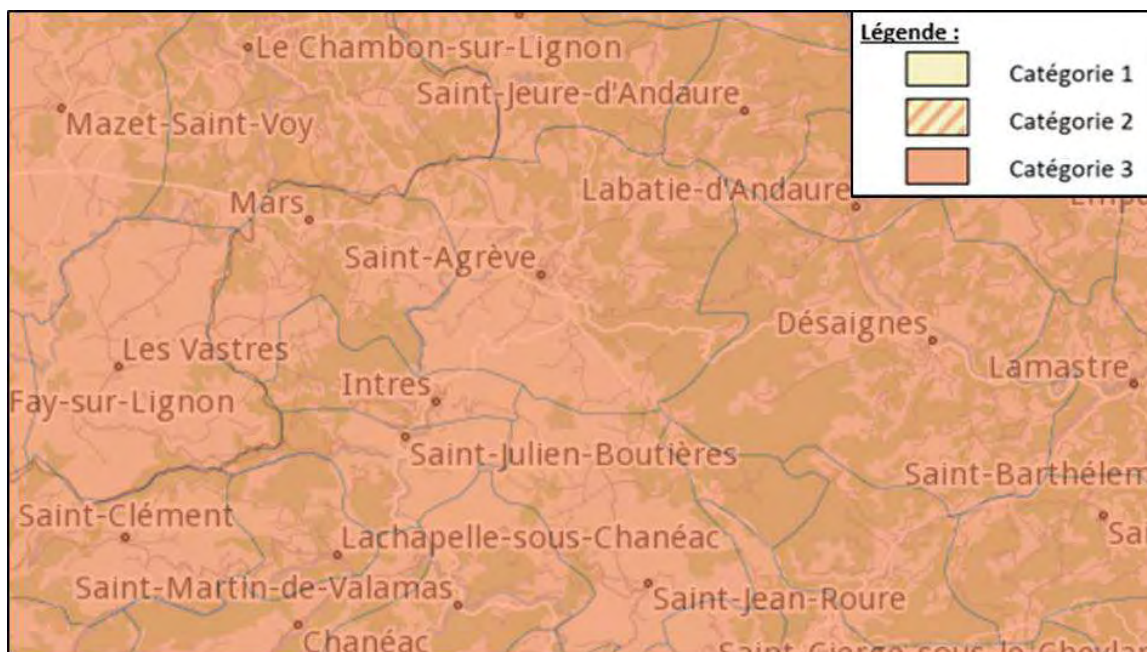 Légende :
Catégorie 1
Catégorie 2
Catégorie 3
Le Chambon-sur-Lignon
Saint-Jeure-d'Andaure
Mazet-Saint-Voy
Labatie-d'Andaure
Mars
Saint-Agrève
Désaignes
Les Vastres
Lamastre
Intres
Fay-sur-Lignon
Saint-Julien-Boutières
Saint-Barthélem
Saint-Clément
Lachapelle-sous-Chanéac
Sai
Saint-Martin-de-Valamas
Saint-Jean-Roure
Chanéac